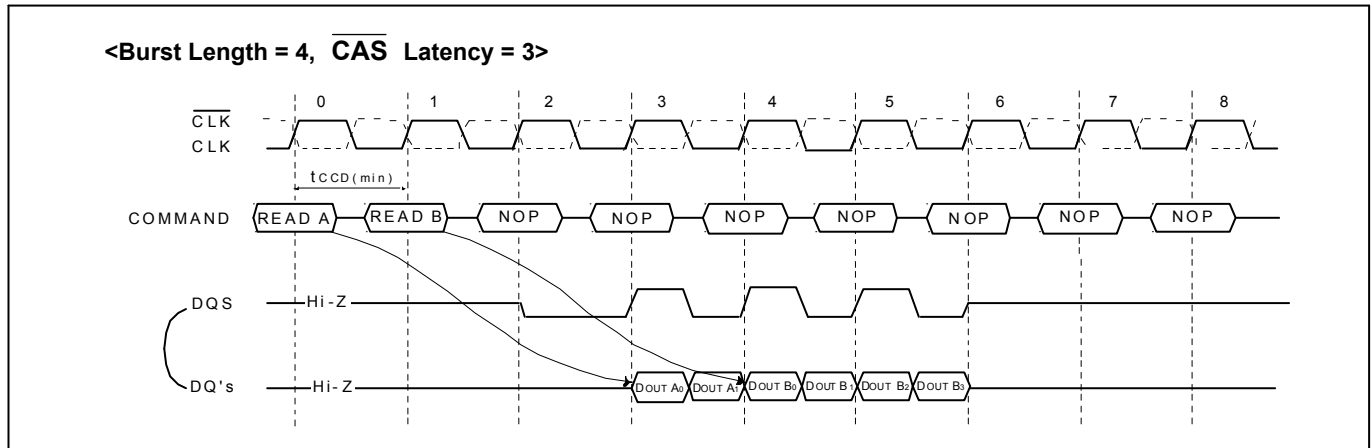 <Burst Length = 4, CAS Latency = 3>
0 1 2 3 4 5 6 7 8
CLK
CLK
tCCD(min)
COMMAND READ A READ B NOP NOP NOP NOP NOP NOP NOP
DQS Hi-Z
DQ's Hi-Z DOUT A0 DOUT A1 DOUT B0 DOUT B1 DOUT B2 DOUT B3